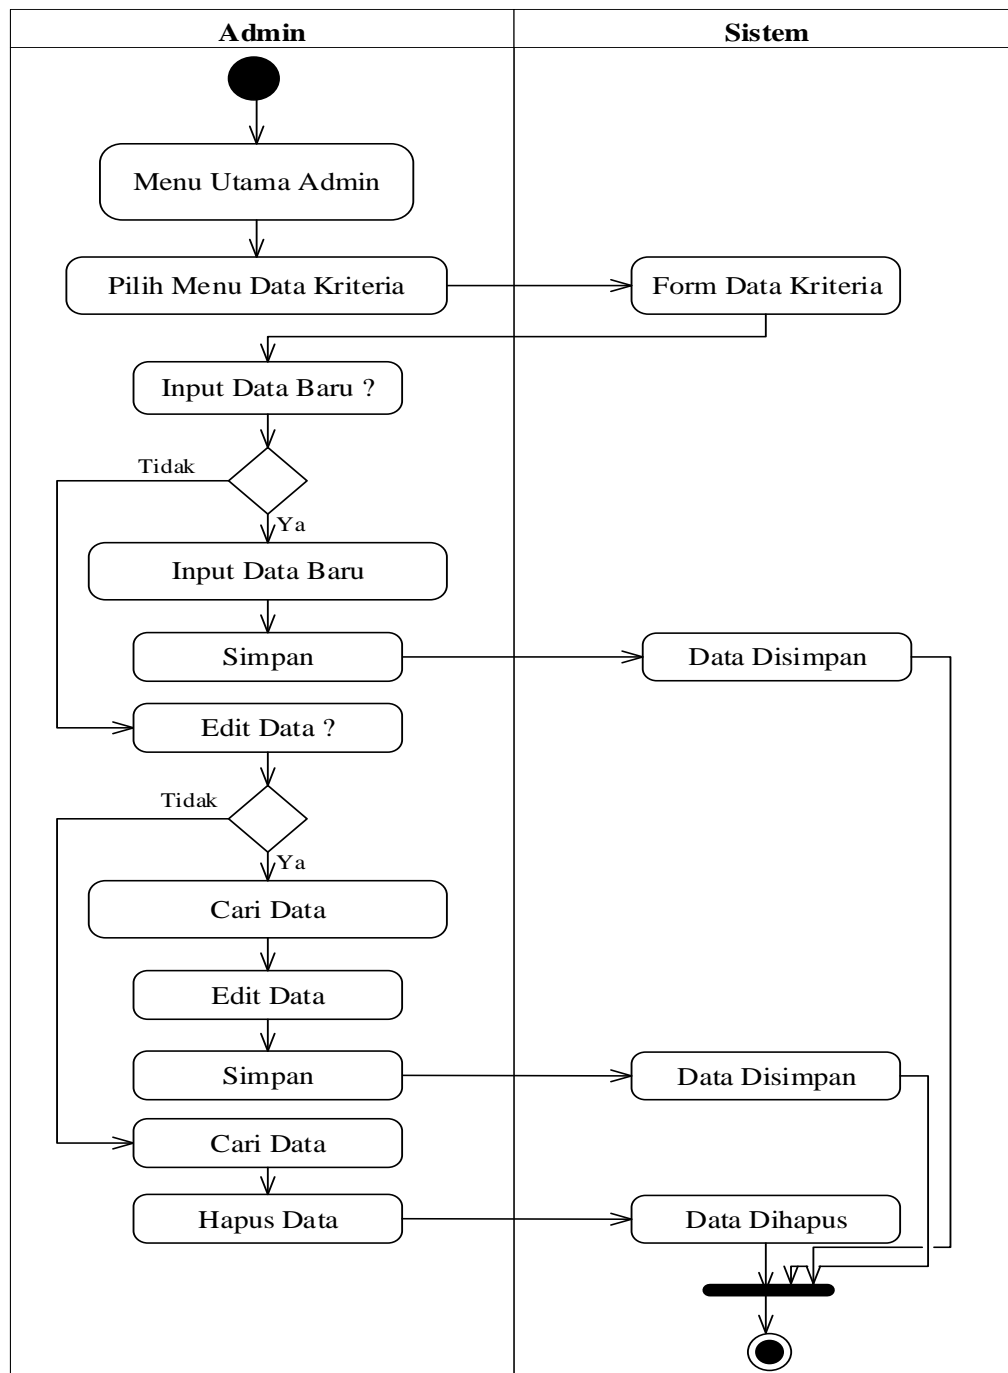 Admin
Sistem
Menu Utama Admin
Pilih Menu Data Kriteria
Form Data Kriteria
Input Data Baru ?
Tidak
Ya
Input Data Baru
Simpan
Data Disimpan
Edit Data ?
Tidak
Ya
Cari Data
Edit Data
Simpan
Data Disimpan
Cari Data
Hapus Data
Data Dihapus